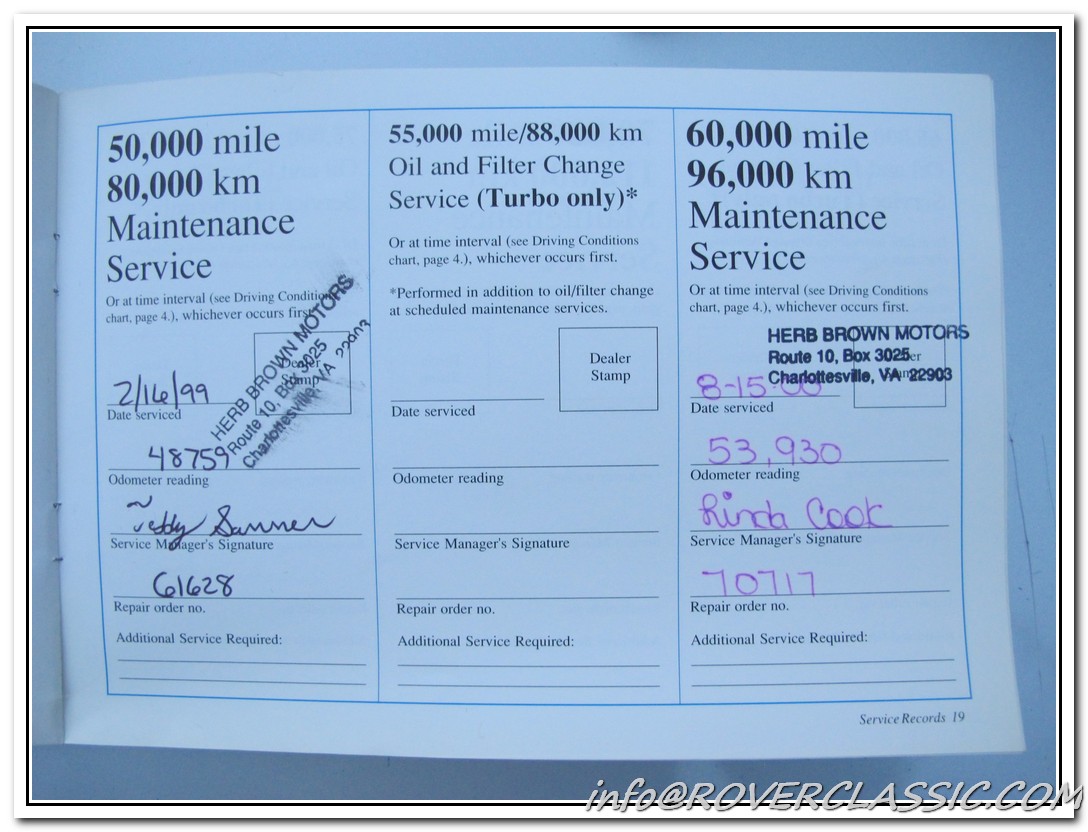 50,000 mile
80,000 km
Maintenance
Service
Or at time interval (see Driving Conditions
chart, page 4.), whichever occurs first.
HERB BROWN MOTORS
Route 10, Box 3025
Charlottesville, VA 22903
Dealer
Stamp
2/16/99
Date serviced
48759
Odometer reading
Teddy
Service Manager's Signature
61628
Repair order no.
Additional Service Required:
55,000 mile/88,000 km
Oil and Filter Change
Service (Turbo only)*
Or at time interval (see Driving Conditions
chart, page 4.), whichever occurs first.
*Performed in addition to oil/filter change
at scheduled maintenance services.
Dealer
Stamp
Date serviced
Odometer reading
Service Manager's Signature
Repair order no.
Additional Service Required:
60,000 mile
96,000 km
Maintenance
Service
Or at time interval (see Driving Conditions
chart, page 4.), whichever occurs first.
HERB BROWN MOTORS
Route 10, Box 3025
Charlottesville, VA 22903
8-15-00
Date serviced
53,930
Odometer reading
Linda Cook
Service Manager's Signature
70717
Repair order no.
Additional Service Required:
Service Records 19
info@ROVERCLASSIC.COM